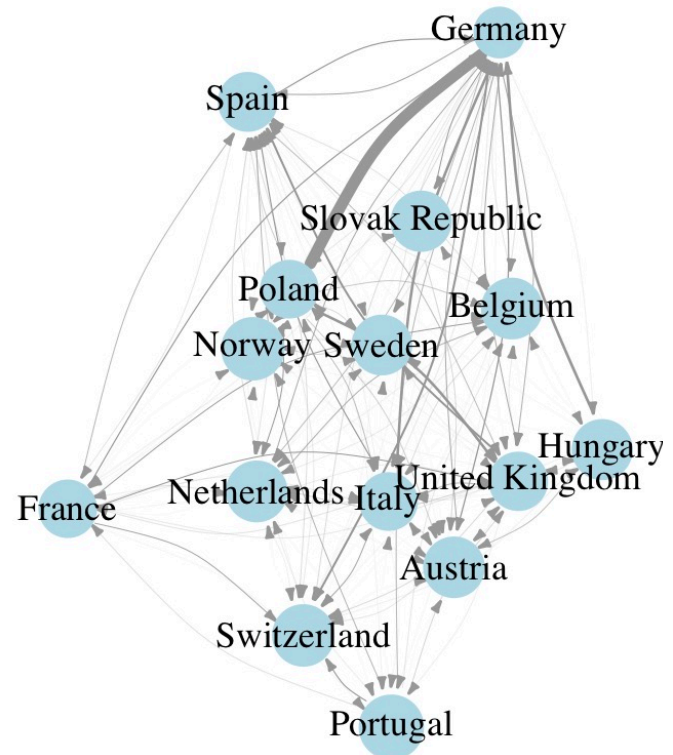 Germany
Spain
Slovak Republic
Poland
Belgium
Norway
Sweden
Hungary
United Kingdom
Netherlands
Italy
France
Austria
Switzerland
Portugal